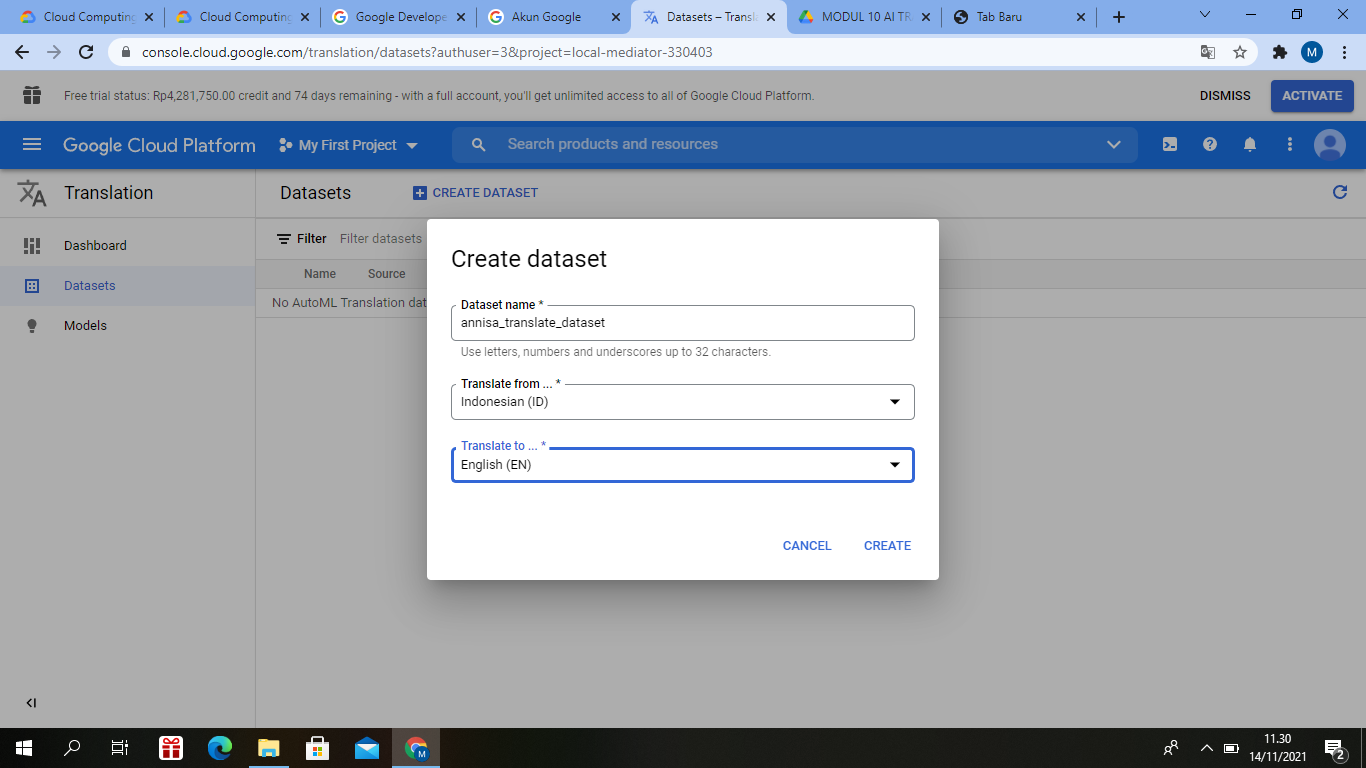 Cloud Computing
Cloud Computing
Google Develope
Akun Google
Datasets – Transl
MODUL 10 AI TR
Tab Baru
console.cloud.google.com/translation/datasets?authuser=3&project=local-mediator-330403
M
Free trial status: Rp4,281,750.00 credit and 74 days remaining - with a full account, you'll get unlimited access to all of Google Cloud Platform.
DISMISS
ACTIVATE
Google Cloud Platform
My First Project
Search products and resources
Translation
Datasets
CREATE DATASET
Dashboard
Datasets
Models
Filter
Filter datasets
Name
Source
No AutoML Translation dat
Create dataset
Dataset name *
annisa_translate_dataset
Use letters, numbers and underscores up to 32 characters.
Translate from ... *
Indonesian (ID)
Translate to ... *
English (EN)
CANCEL
CREATE
M
11.30
14/11/2021
2